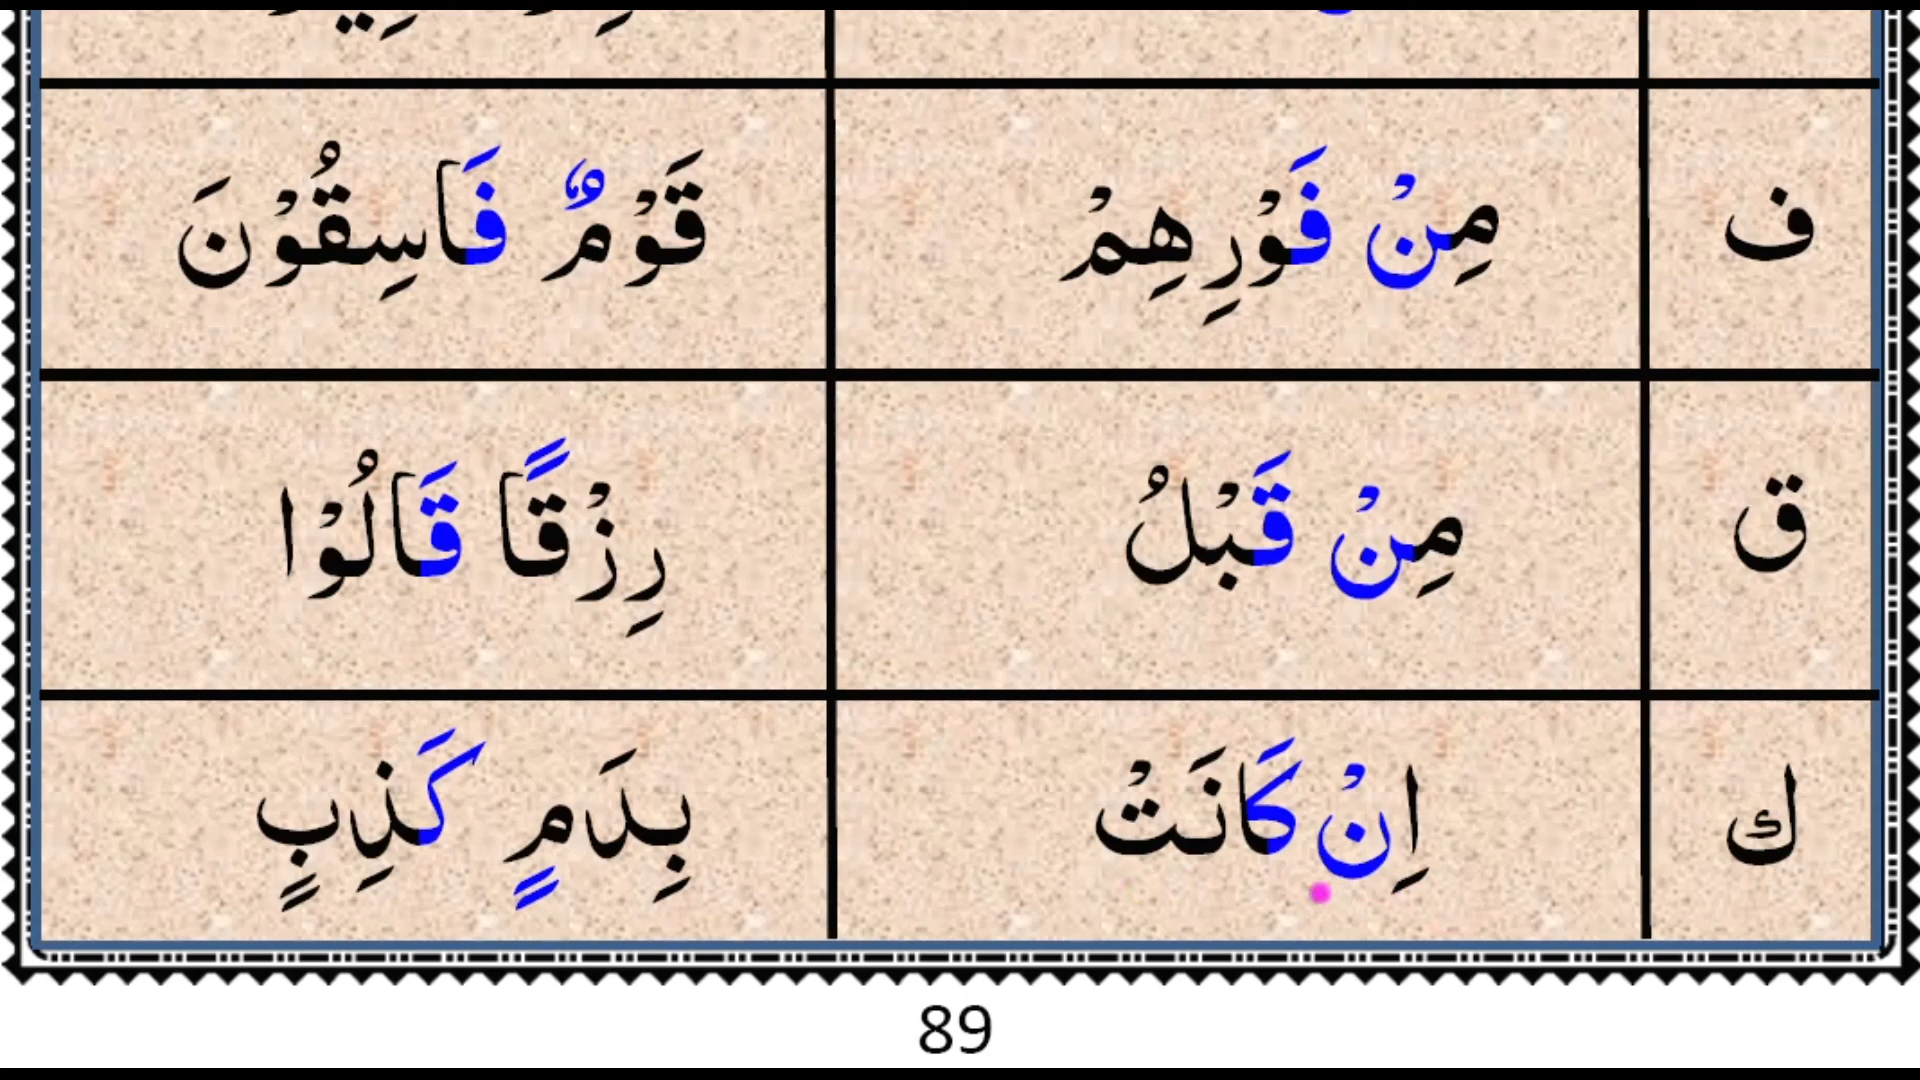 ف مِنْ فَوْرِهِمْ قَوْمٌ فَاسِقُوْنَ
ق مِنْ قَبْلُ رِزْقًا قَالُوْا
ك اِنْ كَانَتْ بِدَمٍ كَذِبٍ
89